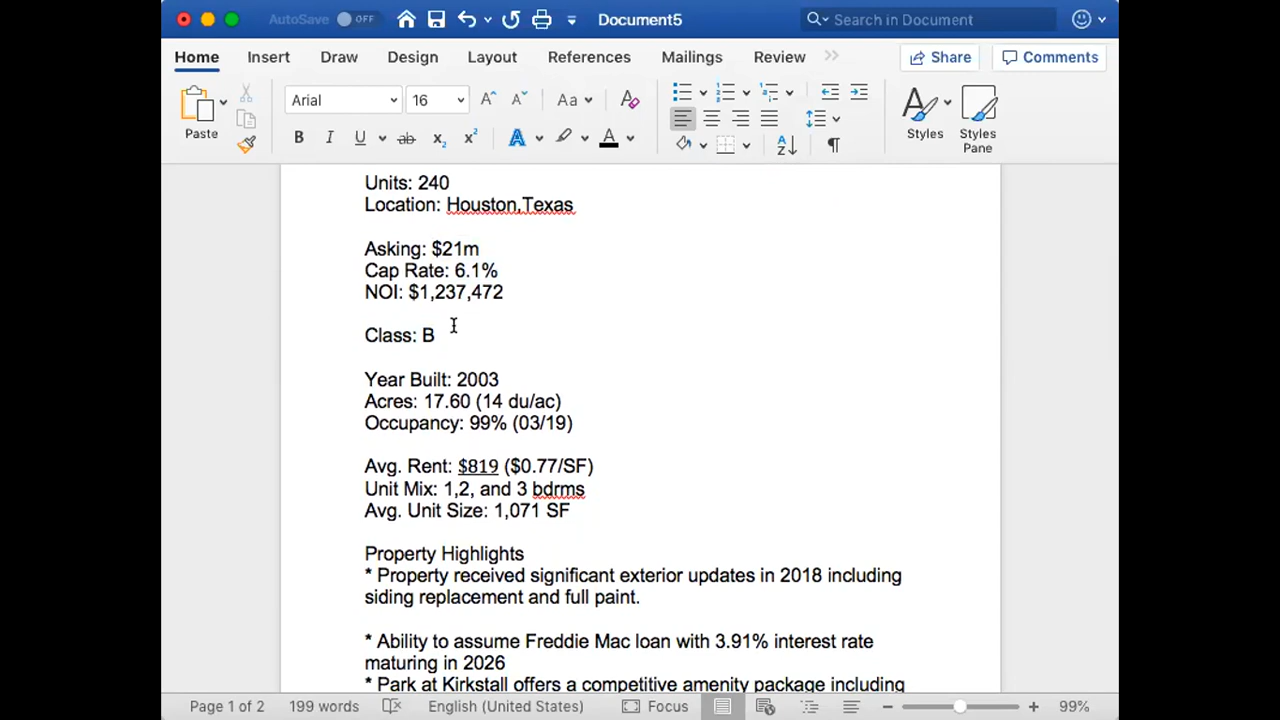 AutoSave OFF Document5 Search in Document
Home Insert Draw Design Layout References Mailings Review Share Comments
Paste Arial 16 Aa Styles Styles Pane
Units: 240
Location: Houston,Texas
Asking: $21m
Cap Rate: 6.1%
NOI: $1,237,472
Class: B
Year Built: 2003
Acres: 17.60 (14 du/ac)
Occupancy: 99% (03/19)
Avg. Rent: $819 ($0.77/SF)
Unit Mix: 1,2, and 3 bdrms
Avg. Unit Size: 1,071 SF
Property Highlights
* Property received significant exterior updates in 2018 including
siding replacement and full paint.
* Ability to assume Freddie Mac loan with 3.91% interest rate
maturing in 2026
* Park at Kirkstall offers a competitive amenity package including
Page 1 of 2 199 words English (United States) Focus 99%